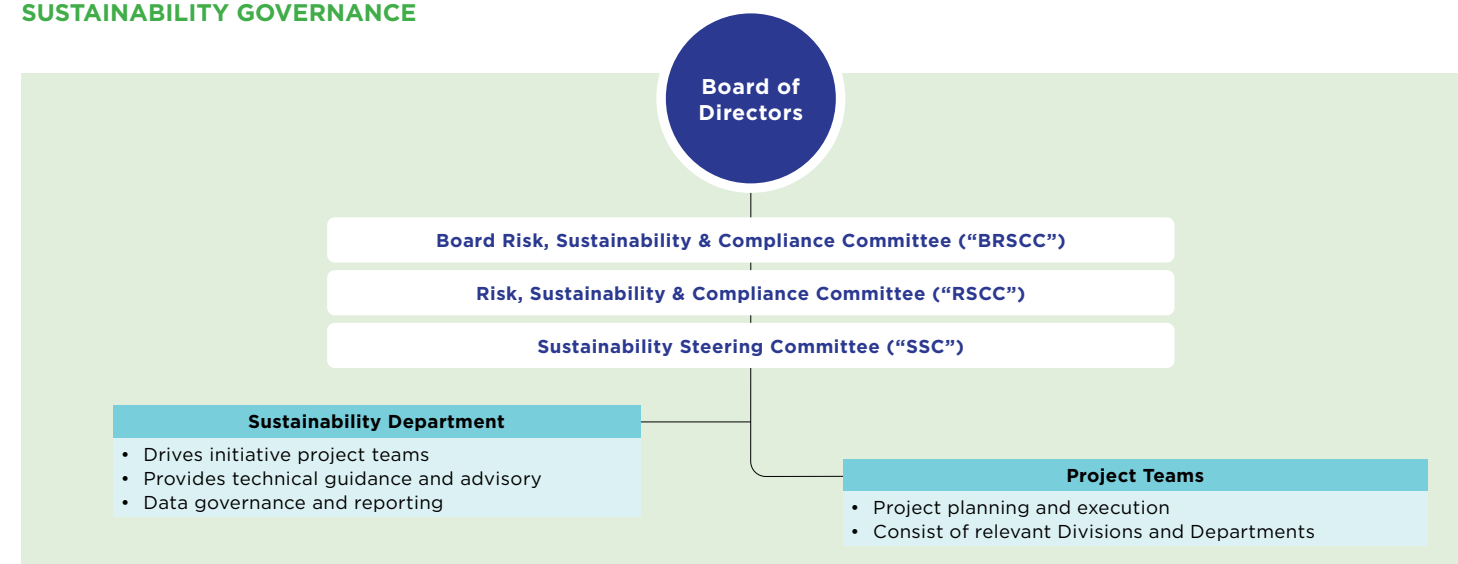 SUSTAINABILITY GOVERNANCE
Board of
Directors
Board Risk, Sustainability & Compliance Committee (“BRSCC”)
Risk, Sustainability & Compliance Committee (“RSCC”)
Sustainability Steering Committee (“SSC”)
Sustainability Department
• Drives initiative project teams
• Provides technical guidance and advisory
• Data governance and reporting
Project Teams
• Project planning and execution
• Consist of relevant Divisions and Departments